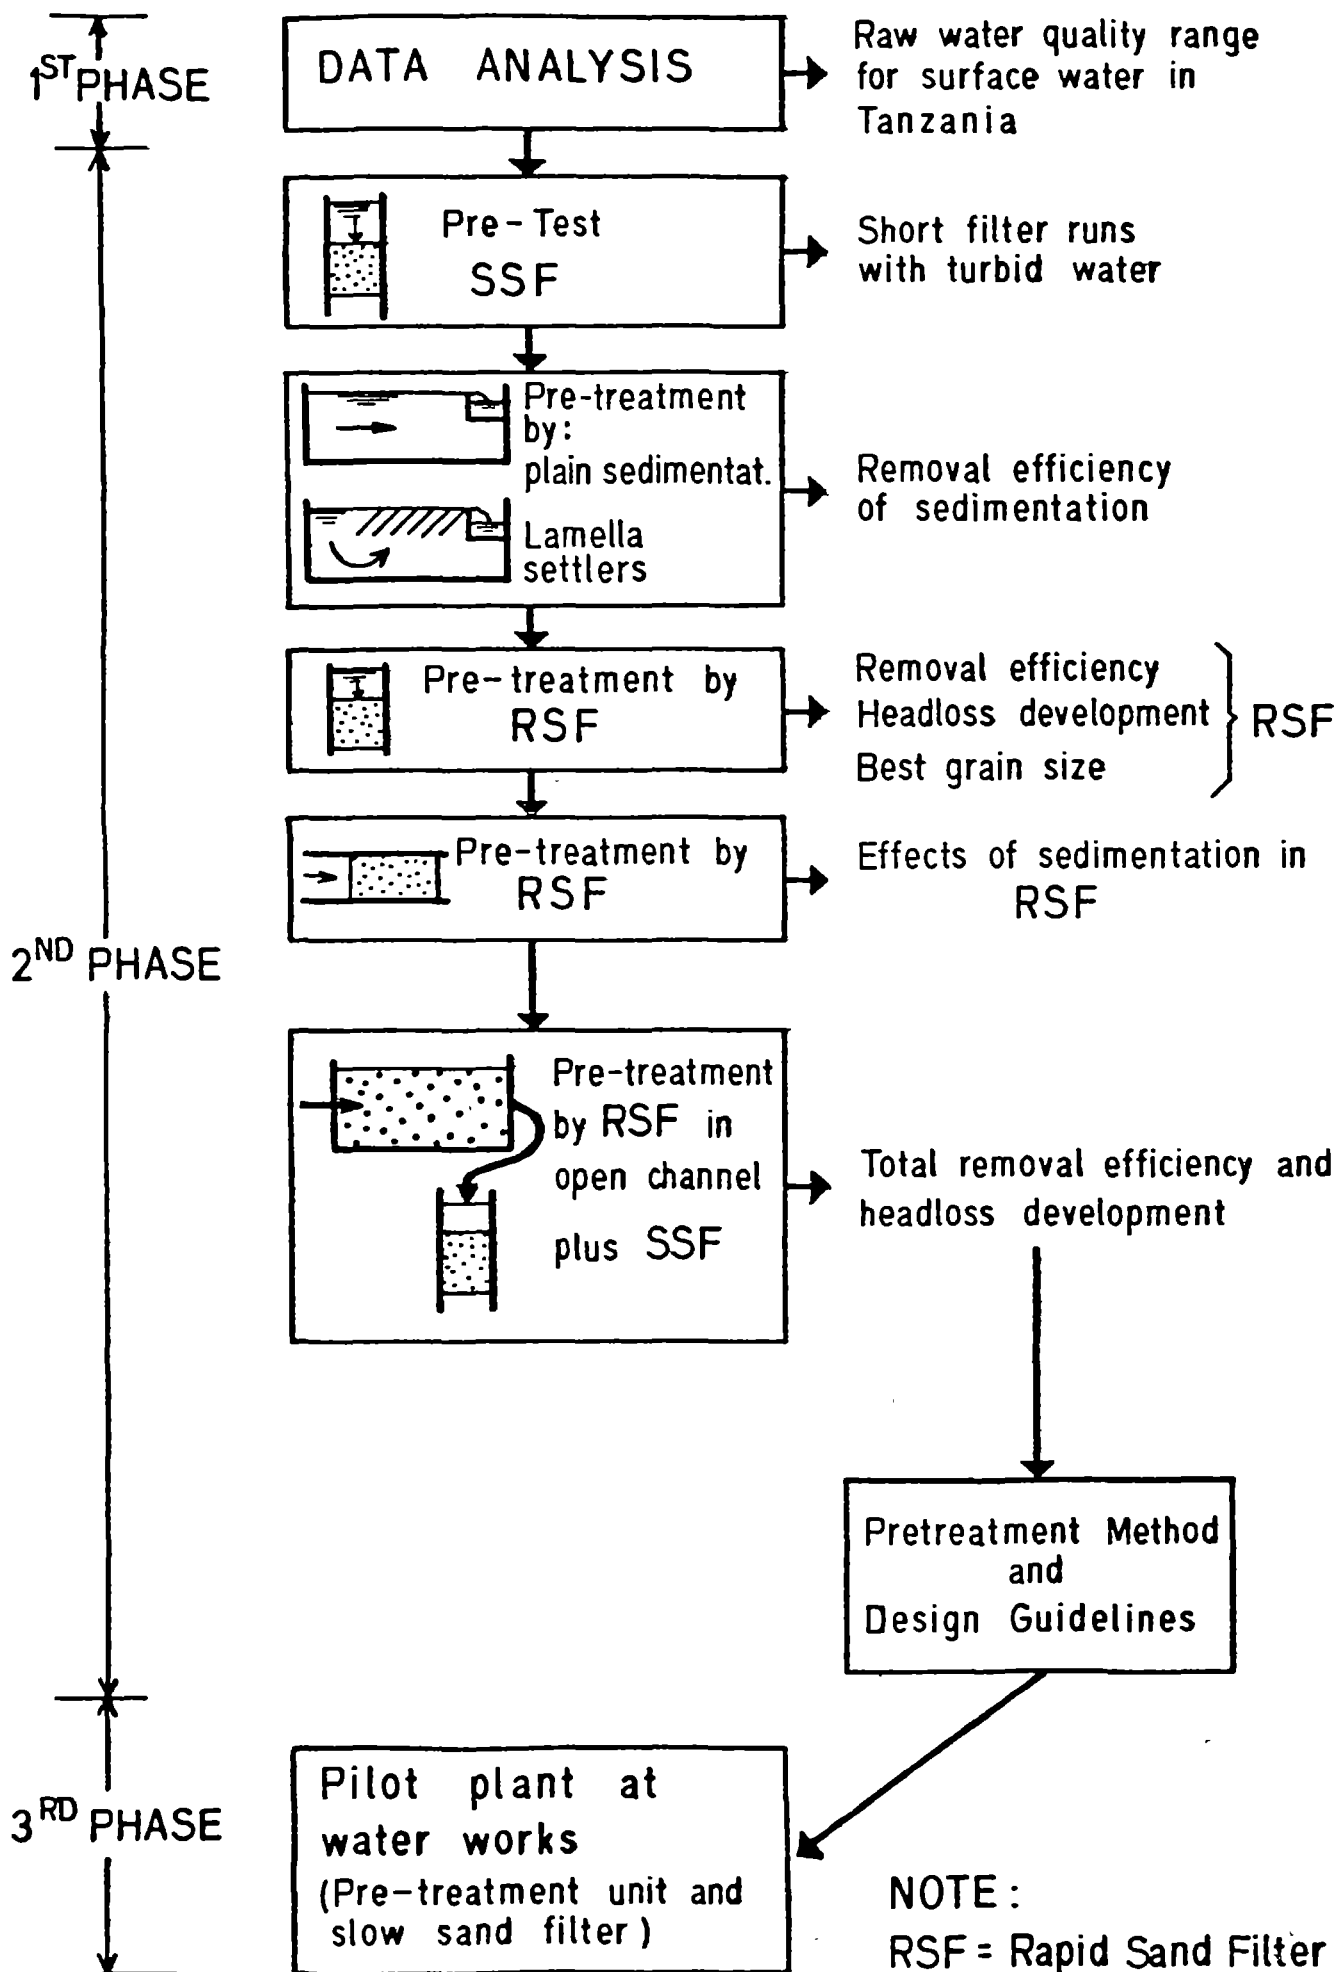 1ST PHASE
DATA ANALYSIS
Raw water quality range
for surface water in
Tanzania
2ND PHASE
Pre-Test
SSF
Short filter runs
with turbid water
Pre-treatment
by:
plain sedimentat.
Lamella
settlers
Removal efficiency
of sedimentation
Pre-treatment by
RSF
Removal efficiency
Headloss development
Best grain size
RSF
Pre-treatment by
RSF
Effects of sedimentation in
RSF
Pre-treatment
by RSF in
open channel
plus SSF
Total removal efficiency and
headloss development
Pretreatment Method
and
Design Guidelines
3RD PHASE
Pilot plant at
water works
(Pre-treatment unit and
slow sand filter)
NOTE:
RSF = Rapid Sand Filter